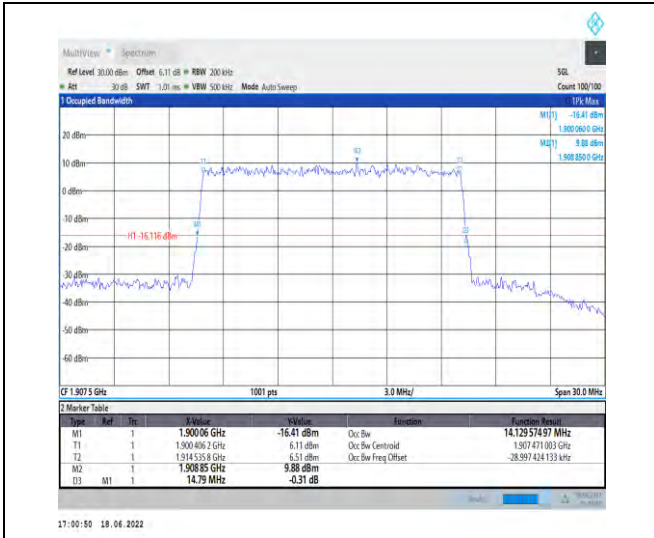 MultiView Spectrum
Ref Level 30.00 dBm Offset 6.11 dB RBW 200 kHz SGL
Att 30 dB SWT 1.01 ms VBW 500 kHz Mode Auto Sweep Count 100/100
1 Occupied Bandwidth 1Pk Max
M1[1] -16.41 dBm
1.900 060 0 GHz
M2[1] 9.88 dBm
1.908 850 0 GHz
20 dBm
M2
T1 T2
10 dBm
0 dBm
-10 dBm
H1 -16.116 dBm
-20 dBm
-30 dBm
-40 dBm
-50 dBm
-60 dBm
CF 1.907 5 GHz 1001 pts 3.0 MHz/ Span 30.0 MHz
2 Marker Table
Type Ref Trc X-Value Y-Value Function Function Result
M1 1 1.900 06 GHz -16.41 dBm Occ Bw 14.129 574 97 MHz
T1 1 1.900 406 2 GHz 6.11 dBm Occ Bw Centroid 1.907 471 003 GHz
T2 1 1.914 535 8 GHz 6.51 dBm Occ Bw Freq Offset -28.997 424 133 kHz
M2 1 1.908 85 GHz 9.88 dBm
D3 M1 1 14.79 MHz -0.31 dB
17:00:50 18.06.2022